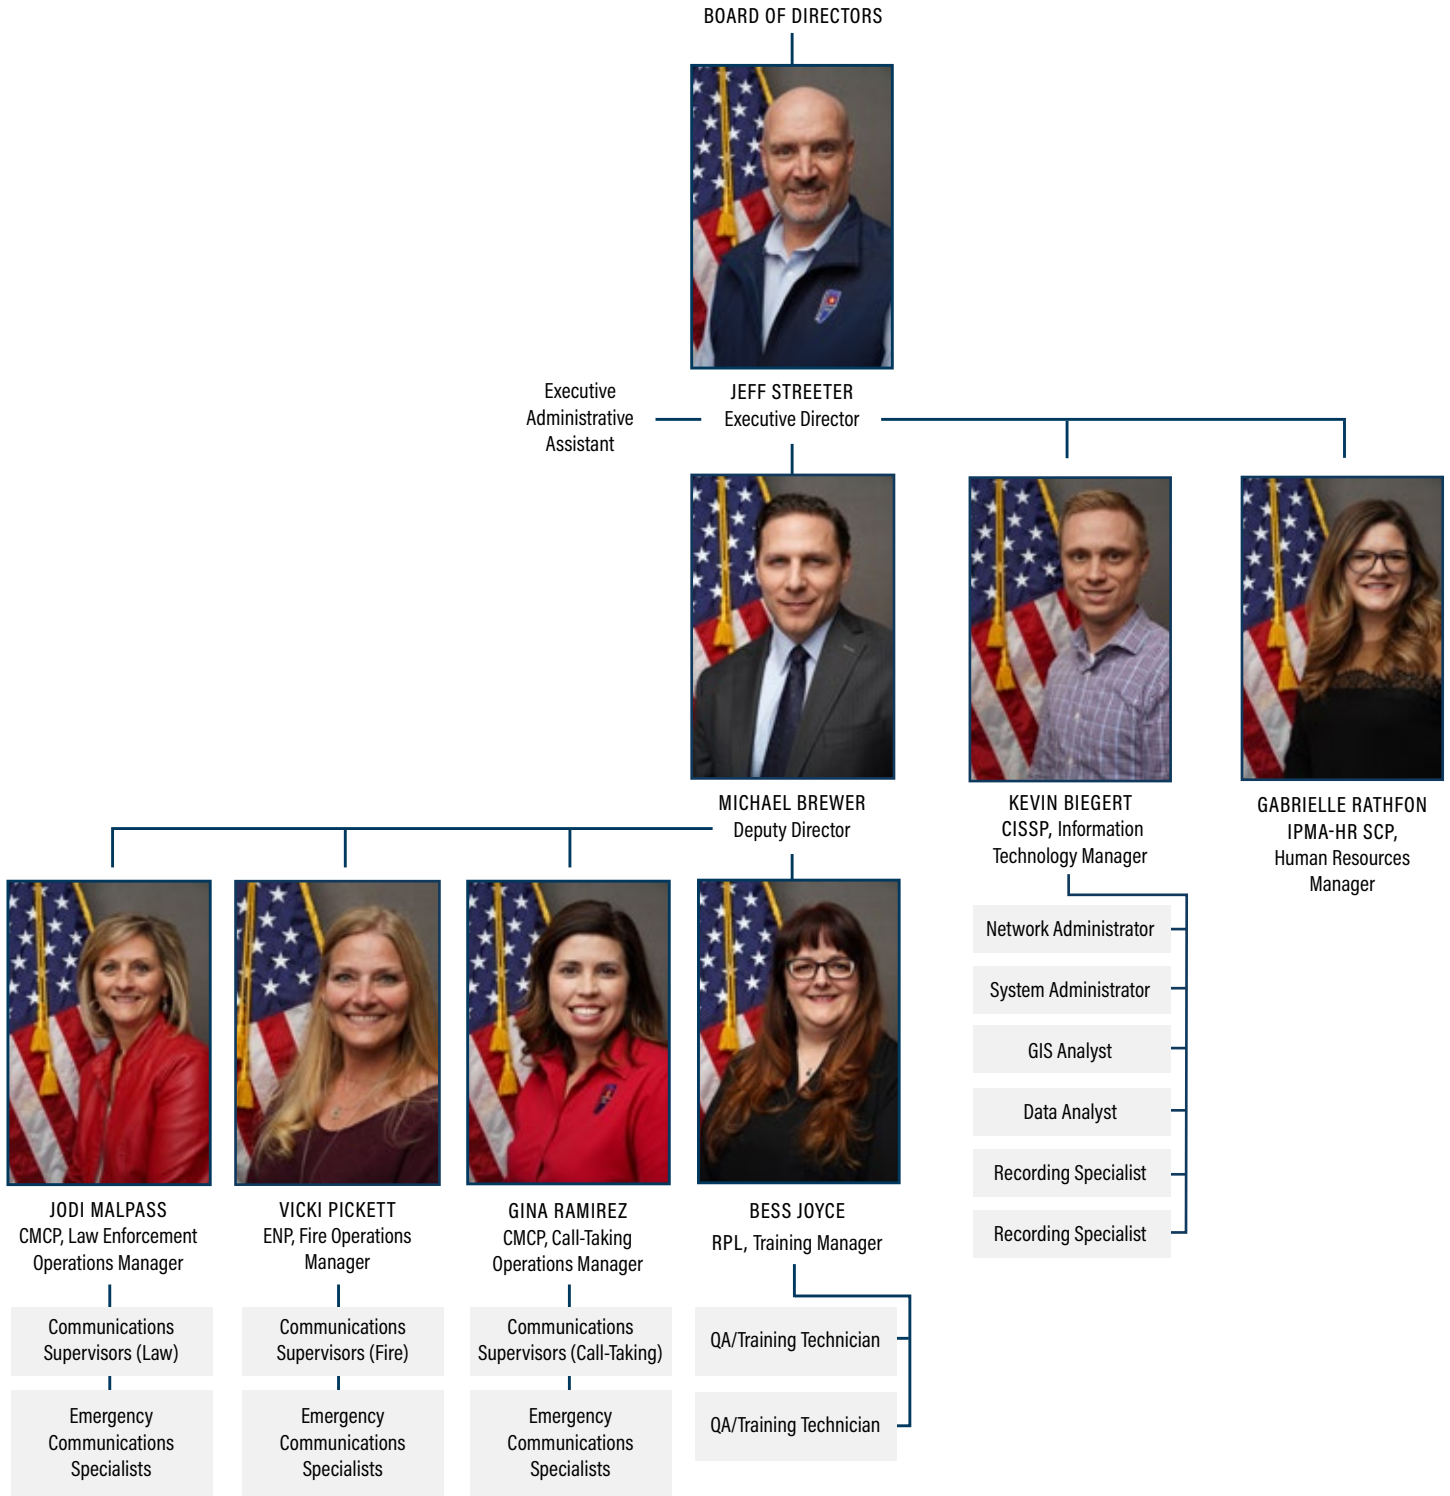 BOARD OF DIRECTORS
Executive
Administrative
Assistant
JEFF STREETER
Executive Director
MICHAEL BREWER
Deputy Director
KEVIN BIEGERT
CISSP, Information
Technology Manager
GABRIELLE RATHFON
IPMA-HR SCP,
Human Resources
Manager
Network Administrator
System Administrator
GIS Analyst
Data Analyst
Recording Specialist
Recording Specialist
JODI MALPASS
CMCP, Law Enforcement
Operations Manager
Communications
Supervisors (Law)
Emergency
Communications
Specialists
VICKI PICKETT
ENP, Fire Operations
Manager
Communications
Supervisors (Fire)
Emergency
Communications
Specialists
GINA RAMIREZ
CMCP, Call-Taking
Operations Manager
Communications
Supervisors (Call-Taking)
Emergency
Communications
Specialists
BESS JOYCE
RPL, Training Manager
QA/Training Technician
QA/Training Technician